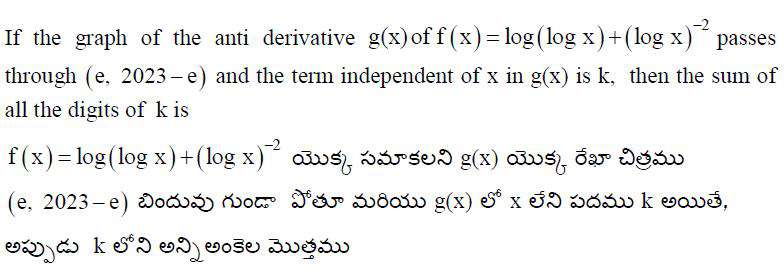 If the graph of the anti derivative g(x) of f(x) = log(log x) + (log x)⁻² passes
through (e, 2023 – e) and the term independent of x in g(x) is k, then the sum of
all the digits of k is
f(x) = log(log x) + (log x)⁻² యొక్క సమాకలని g(x) యొక్క రేఖా చిత్రము
(e, 2023 – e) బిందువు గుండా పోతూ మరియు g(x) లో x లేని పదము k అయితే,
అప్పుడు k లోని అన్ని అంకెల మొత్తము